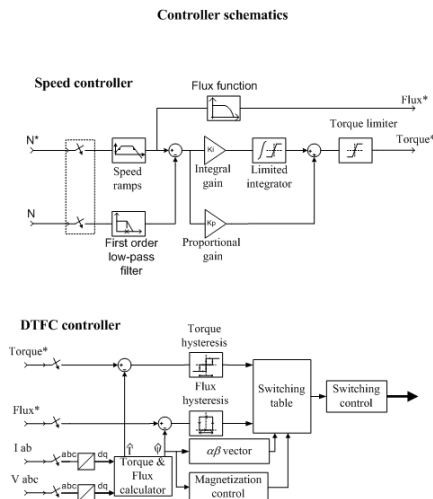 Controller schematics
Speed controller
Flux function
Flux*
Torque limiter
N*
Ki
Torque*
Speed
ramps
Integral
gain
Limited
integrator
N
Kp
First order
low-pass
filter
Proportional
gain
DTFC controller
Torque
hysteresis
Torque*
Flux
hysteresis
Switching
table
Switching
control
Flux*
I ab
abc
dq
αβ vector
V abc
abc
dq
Torque &
Flux
calculator
Magnetization
control